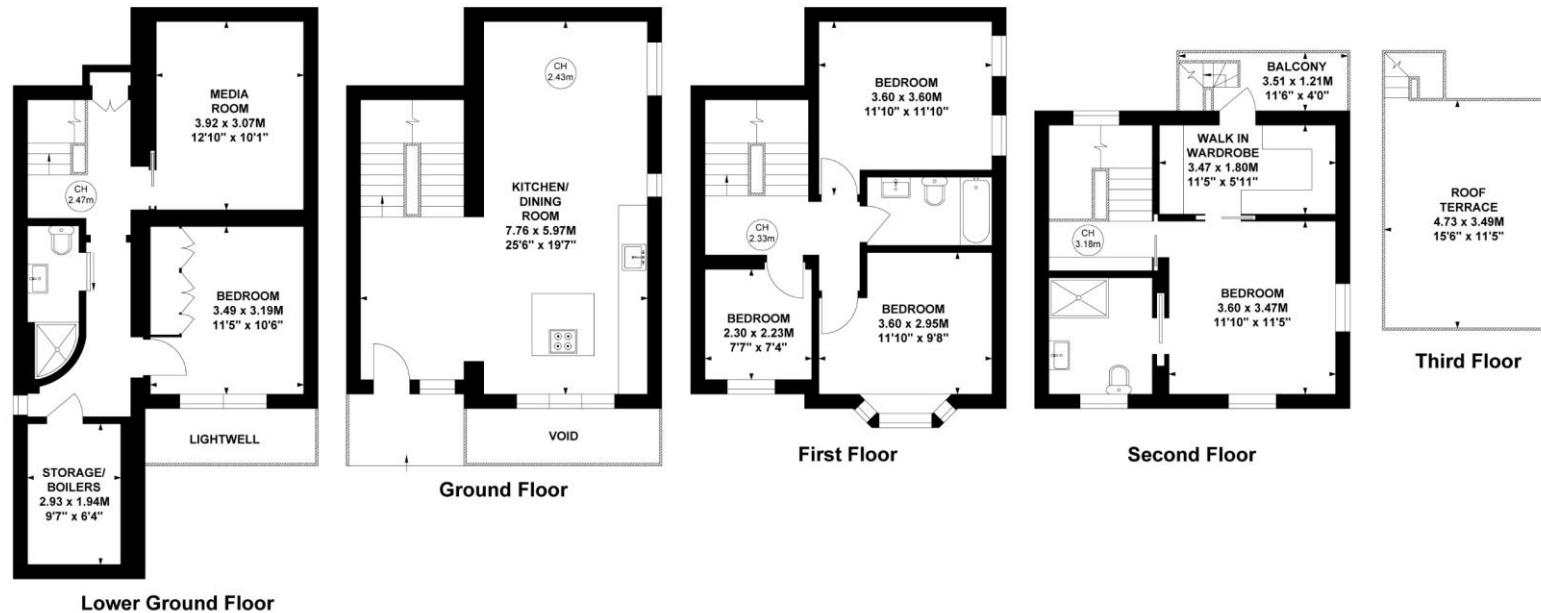 MEDIA
ROOM
3.92 x 3.07M
12'10" x 10'1"
CH
2.47m
BEDROOM
3.49 x 3.19M
11'5" x 10'6"
LIGHTWELL
STORAGE/
BOILERS
2.93 x 1.94M
9'7" x 6'4"
Lower Ground Floor
CH
2.43m
KITCHEN/
DINING
ROOM
7.76 x 5.97M
25'6" x 19'7"
VOID
Ground Floor
BEDROOM
3.60 x 3.60M
11'10" x 11'10"
CH
2.33m
BEDROOM
2.30 x 2.23M
7'7" x 7'4"
BEDROOM
3.60 x 2.95M
11'10" x 9'8"
First Floor
BALCONY
3.51 x 1.21M
11'6" x 4'0"
WALK IN
WARDROBE
3.47 x 1.80M
11'5" x 5'11"
CH
3.18m
BEDROOM
3.60 x 3.47M
11'10" x 11'5"
Second Floor
ROOF
TERRACE
4.73 x 3.49M
15'6" x 11'5"
Third Floor